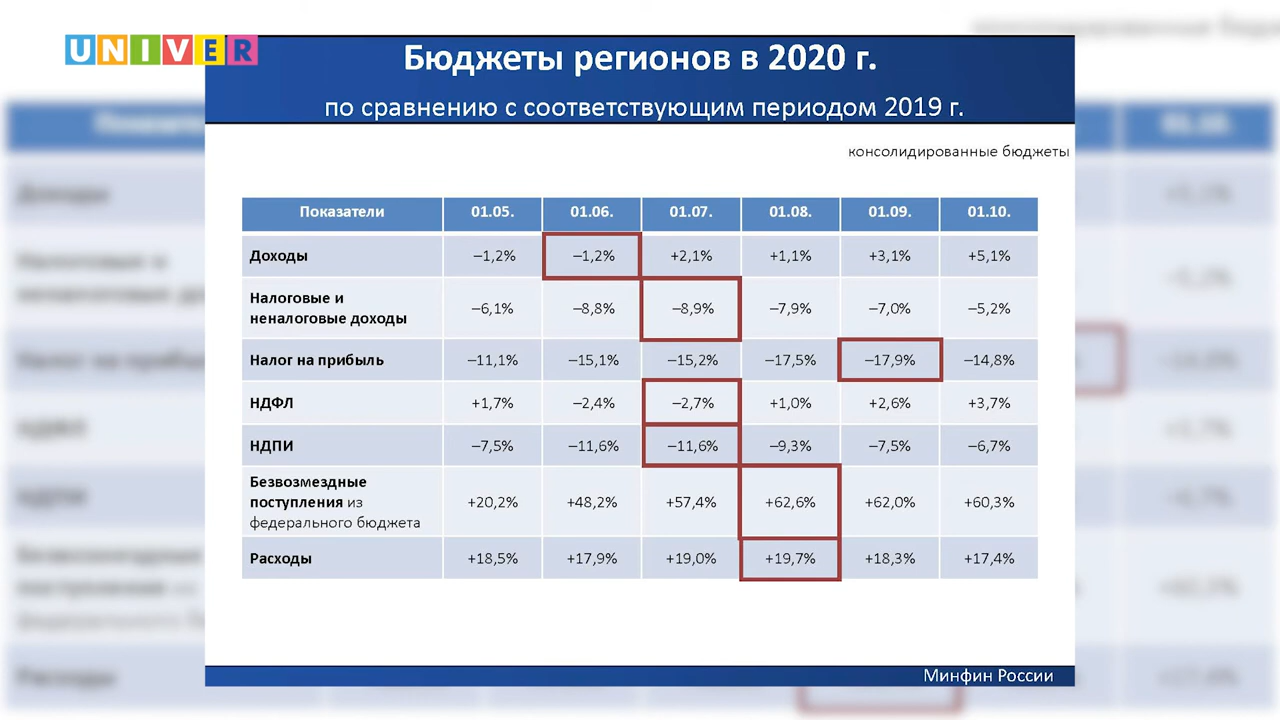 UNIVER
Бюджеты регионов в 2020 г.
по сравнению с соответствующим периодом 2019 г.
консолидированные бюджеты
Показатели 01.05. 01.06. 01.07. 01.08. 01.09. 01.10.
Доходы –1,2% –1,2% +2,1% +1,1% +3,1% +5,1%
Налоговые и
неналоговые доходы –6,1% –8,8% –8,9% –7,9% –7,0% –5,2%
Налог на прибыль –11,1% –15,1% –15,2% –17,5% –17,9% –14,8%
НДФЛ +1,7% –2,4% –2,7% +1,0% +2,6% +3,7%
НДПИ –7,5% –11,6% –11,6% –9,3% –7,5% –6,7%
Безвозмездные
поступления из +20,2% +48,2% +57,4% +62,6% +62,0% +60,3%
федерального бюджета
Расходы +18,5% +17,9% +19,0% +19,7% +18,3% +17,4%
Минфин России